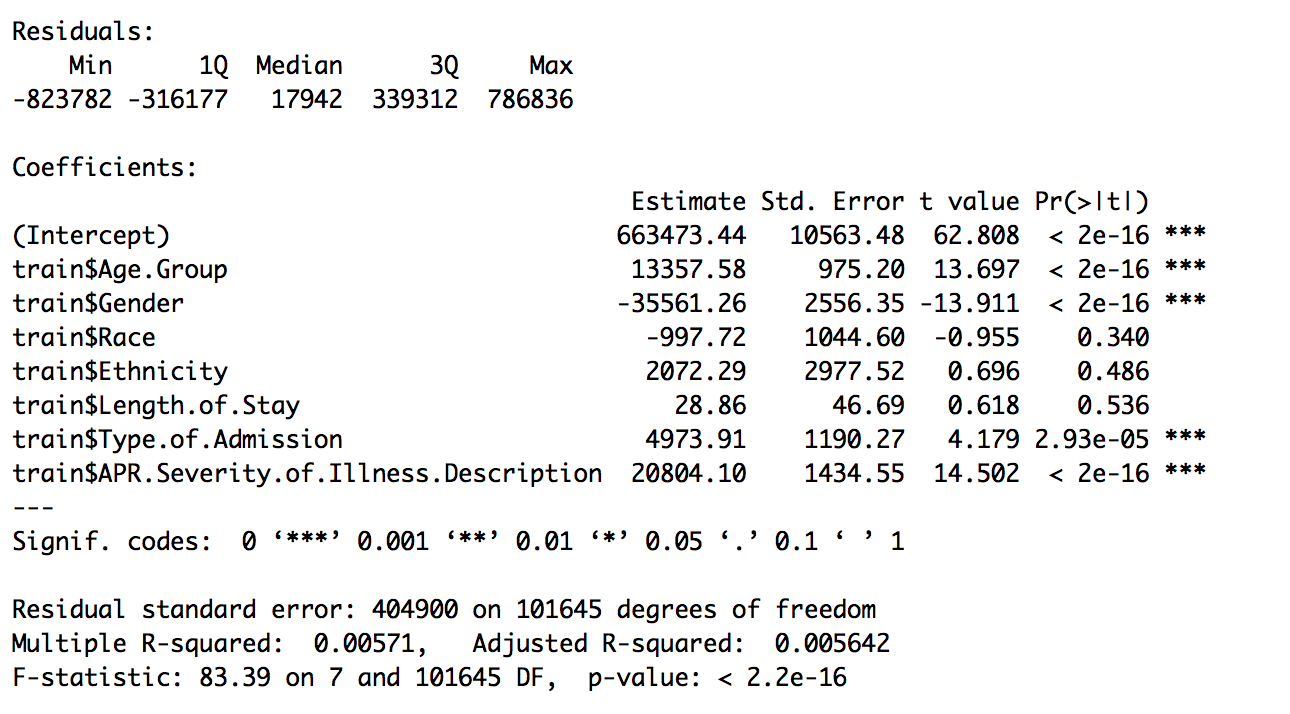 Residuals:
    Min      1Q  Median      3Q     Max
-823782 -316177   17942  339312  786836
Coefficients:
                                          Estimate Std. Error t value Pr(>|t|)
(Intercept)                              663473.44   10563.48  62.808  < 2e-16 ***
train$Age.Group                           13357.58     975.20  13.697  < 2e-16 ***
train$Gender                             -35561.26    2556.35 -13.911  < 2e-16 ***
train$Race                                 -997.72    1044.60  -0.955    0.340
train$Ethnicity                            2072.29    2977.52   0.696    0.486
train$Length.of.Stay                         28.86      46.69   0.618    0.536
train$Type.of.Admission                    4973.91    1190.27   4.179 2.93e-05 ***
train$APR.Severity.of.Illness.Description  20804.10    1434.55  14.502  < 2e-16 ***
---
Signif. codes:  0 ‘***’ 0.001 ‘**’ 0.01 ‘*’ 0.05 ‘.’ 0.1 ‘ ’ 1
Residual standard error: 404900 on 101645 degrees of freedom
Multiple R-squared:  0.00571,	Adjusted R-squared:  0.005642
F-statistic: 83.39 on 7 and 101645 DF,  p-value: < 2.2e-16